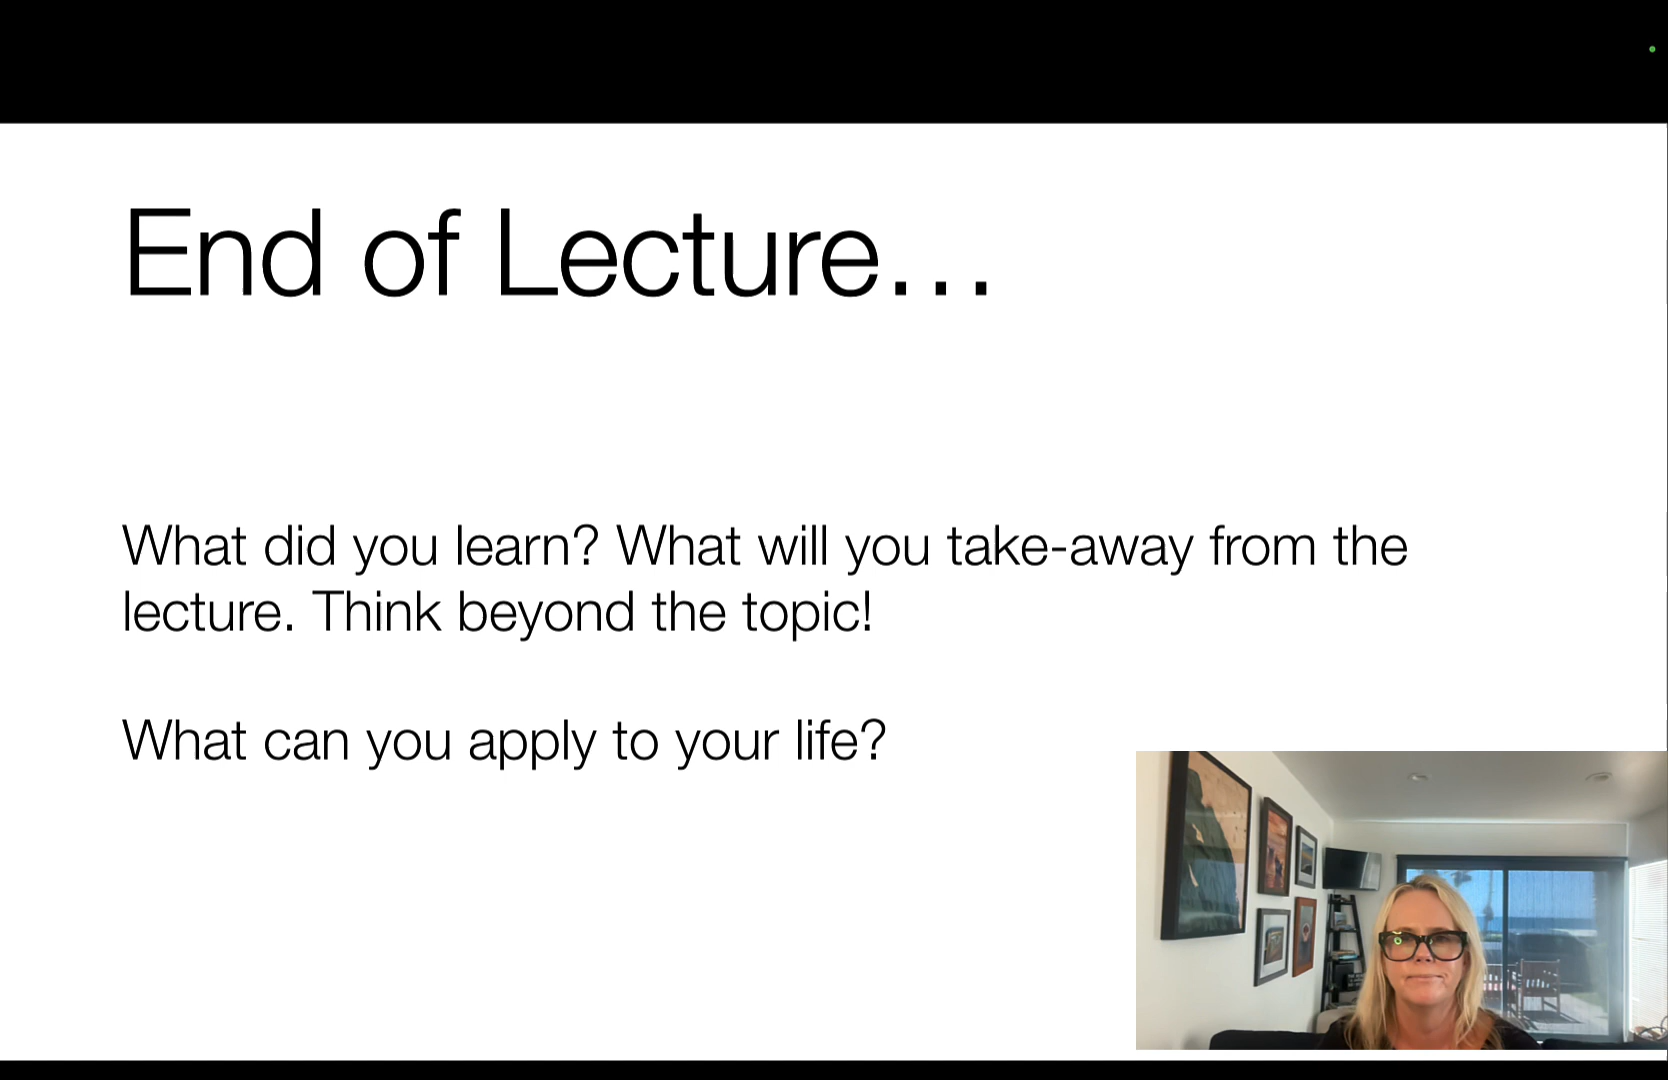 End of Lecture…
What did you learn? What will you take-away from the
lecture. Think beyond the topic!
What can you apply to your life?